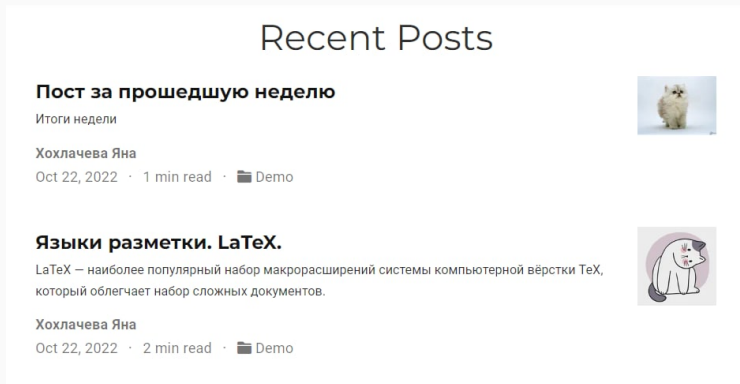 Recent Posts
Пост за прошедшую неделю
Итоги недели
Хохлачева Яна
Oct 22, 2022 · 1 min read · Demo
Языки разметки. LaTeX.
LaTeX — наиболее популярный набор макрорасширений системы компьютерной вёрстки TeX,
который облегчает набор сложных документов.
Хохлачева Яна
Oct 22, 2022 · 2 min read · Demo